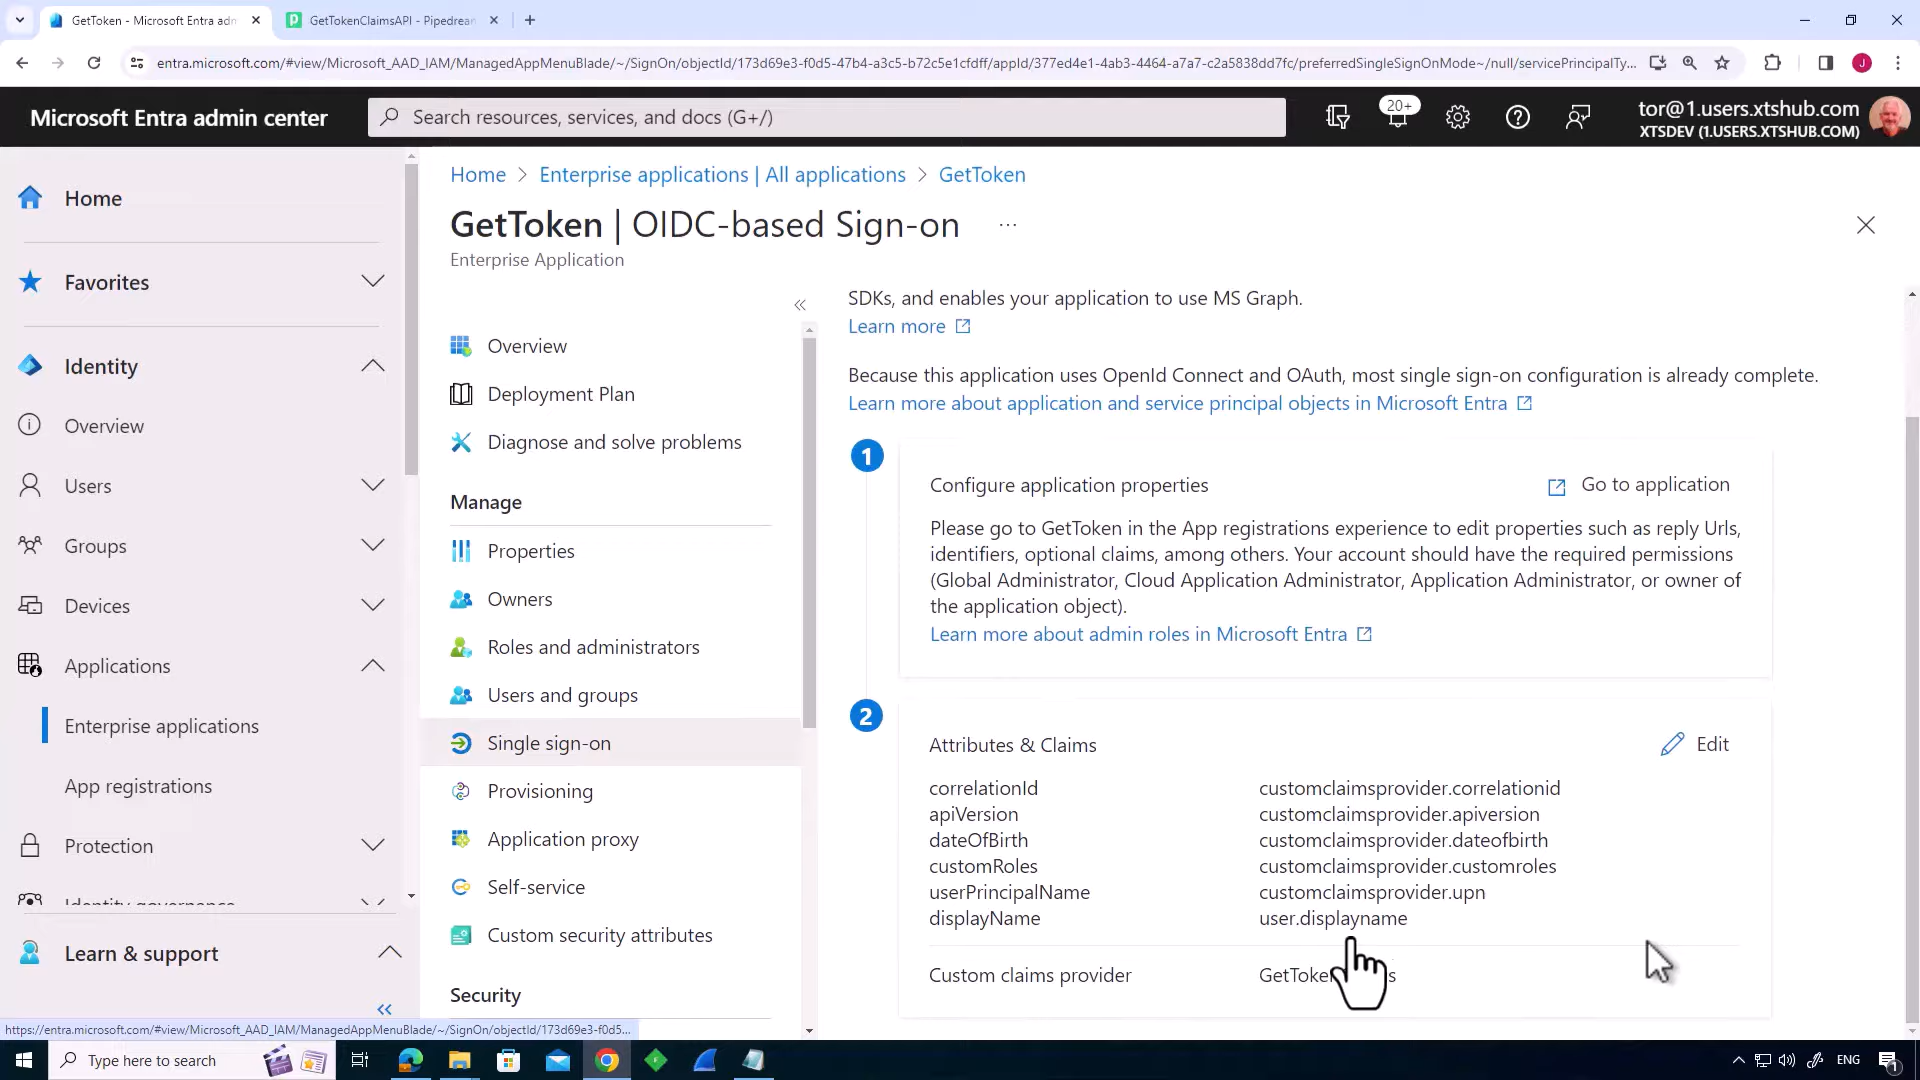 GetToken - Microsoft Entra adm
GetTokenClaimsAPI - Pipedream
entra.microsoft.com/#view/Microsoft_AAD_IAM/ManagedAppMenuBlade/~/SignOn/objectId/173d69e3-f0d5-47b4-a3c5-b72c5e1cfdff/appId/377ed4e1-4ab3-4464-a7a7-c2a5838dd7fc/preferredSingleSignOnMode~/null/servicePrincipalTy...
J
Microsoft Entra admin center
Search resources, services, and docs (G+/)
20+
tor@1.users.xtshub.com
XTSDEV (1.USERS.XTSHUB.COM)
Home
Favorites
Identity
Overview
Users
Groups
Devices
Applications
Enterprise applications
App registrations
Protection
Identity governance
Learn & support
Home > Enterprise applications | All applications > GetToken
GetToken | OIDC-based Sign-on ...
Enterprise Application
Overview
Deployment Plan
Diagnose and solve problems
Manage
Properties
Owners
Roles and administrators
Users and groups
Single sign-on
Provisioning
Application proxy
Self-service
Custom security attributes
Security
SDKs, and enables your application to use MS Graph.
Learn more
Because this application uses OpenId Connect and OAuth, most single sign-on configuration is already complete.
Learn more about application and service principal objects in Microsoft Entra
1
Configure application properties
Go to application
Please go to GetToken in the App registrations experience to edit properties such as reply Urls,
identifiers, optional claims, among others. Your account should have the required permissions
(Global Administrator, Cloud Application Administrator, Application Administrator, or owner of
the application object).
Learn more about admin roles in Microsoft Entra
2
Attributes & Claims
Edit
correlationId customclaimsprovider.correlationid
apiVersion customclaimsprovider.apiversion
dateOfBirth customclaimsprovider.dateofbirth
customRoles customclaimsprovider.customroles
userPrincipalName customclaimsprovider.upn
displayName user.displayname
Custom claims provider
https://entra.microsoft.com/#view/Microsoft_AAD_IAM/ManagedAppMenuBlade/~/SignOn/objectId/173d69e3-f0d5...
Type here to search
ENG
1